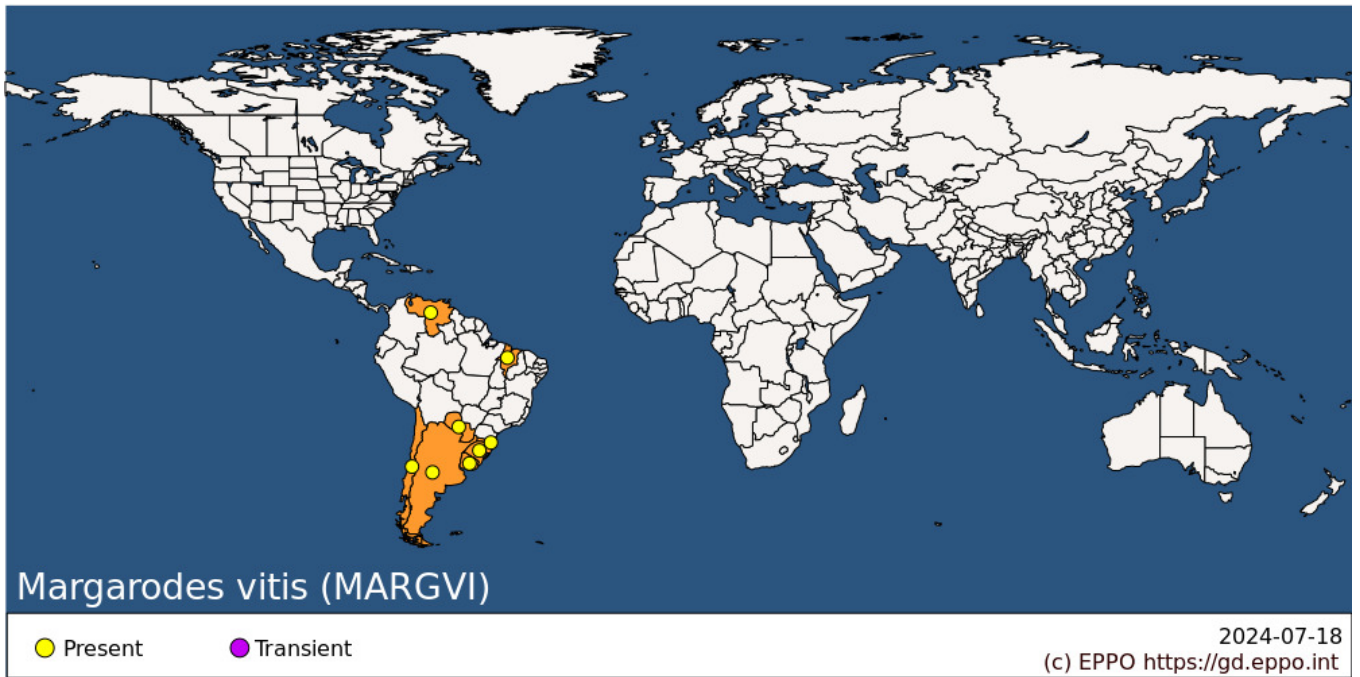 Margarodes vitis (MARGVI)
Present
Transient
2024-07-18
(c) EPPO https://gd.eppo.int